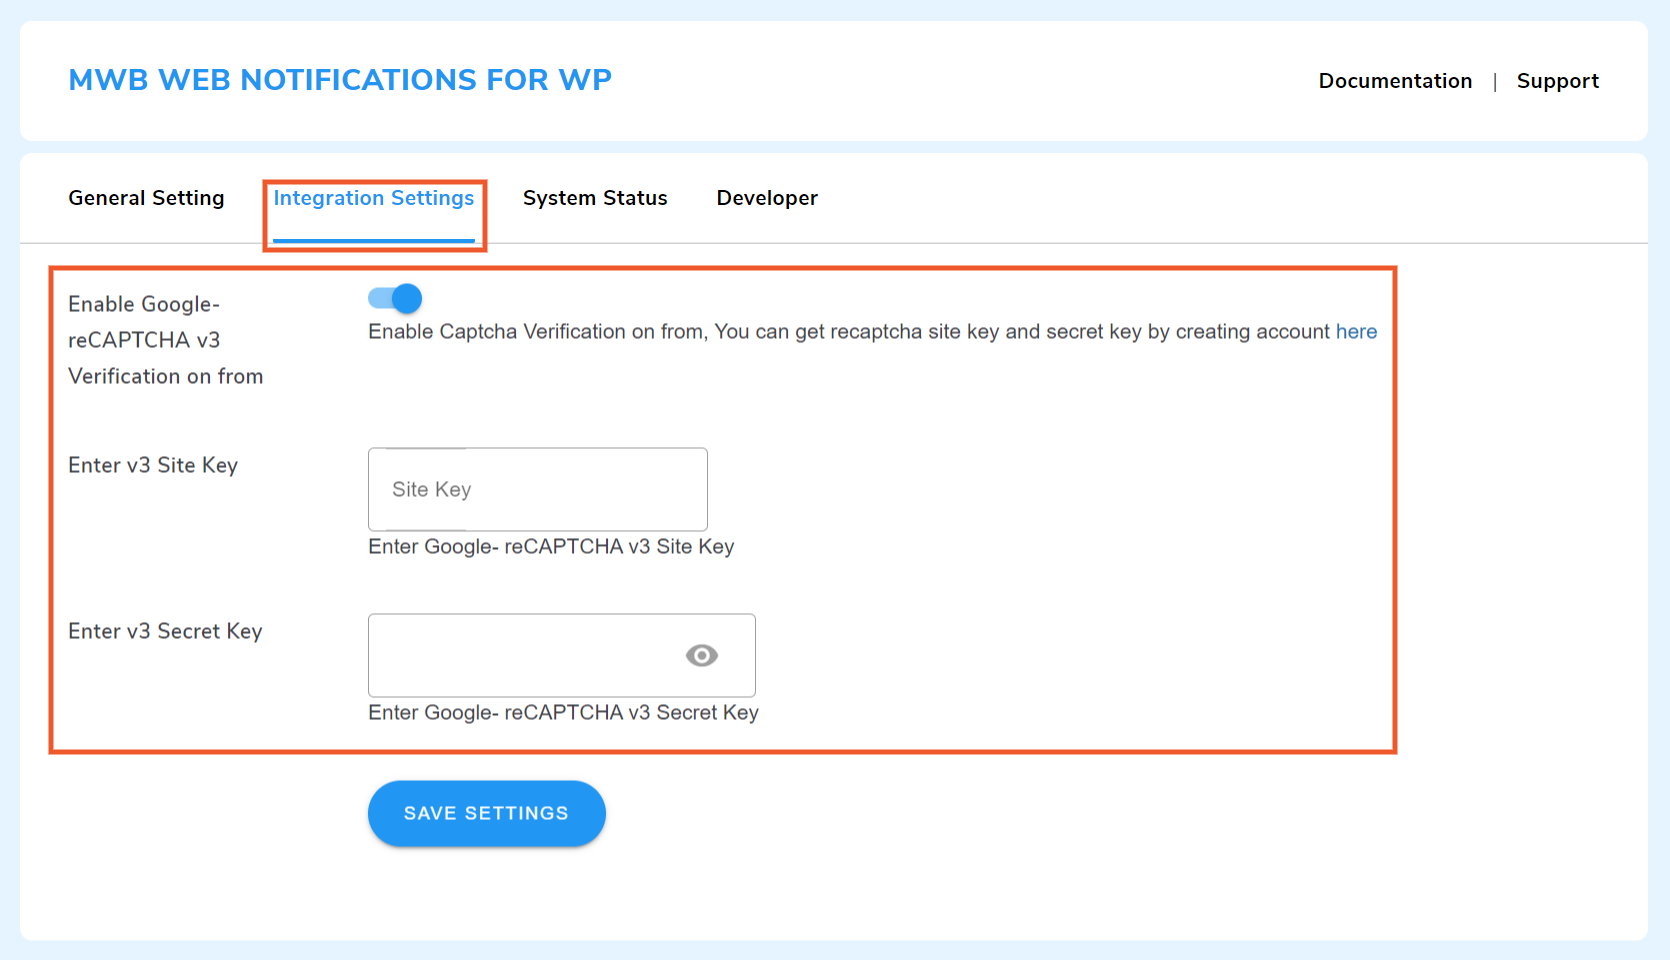 MWB WEB NOTIFICATIONS FOR WP
Documentation | Support
General Setting Integration Settings System Status Developer
Enable Google-
reCAPTCHA v3
Verification on from
Enable Captcha Verification on from, You can get recaptcha site key and secret key by creating account here
Enter v3 Site Key
Site Key
Enter Google- reCAPTCHA v3 Site Key
Enter v3 Secret Key
Enter Google- reCAPTCHA v3 Secret Key
SAVE SETTINGS